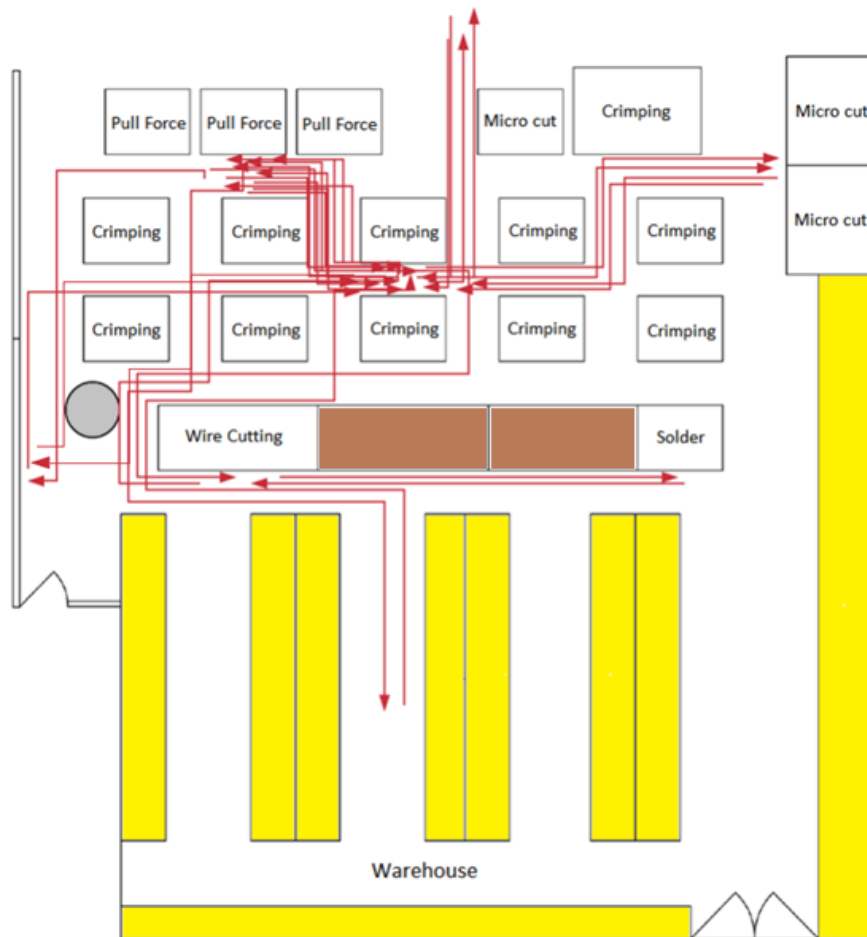 Pull Force
Pull Force
Pull Force
Micro cut
Crimping
Micro cut
Micro cut
Crimping
Crimping
Crimping
Crimping
Crimping
Crimping
Crimping
Crimping
Crimping
Crimping
Wire Cutting
Solder
Warehouse